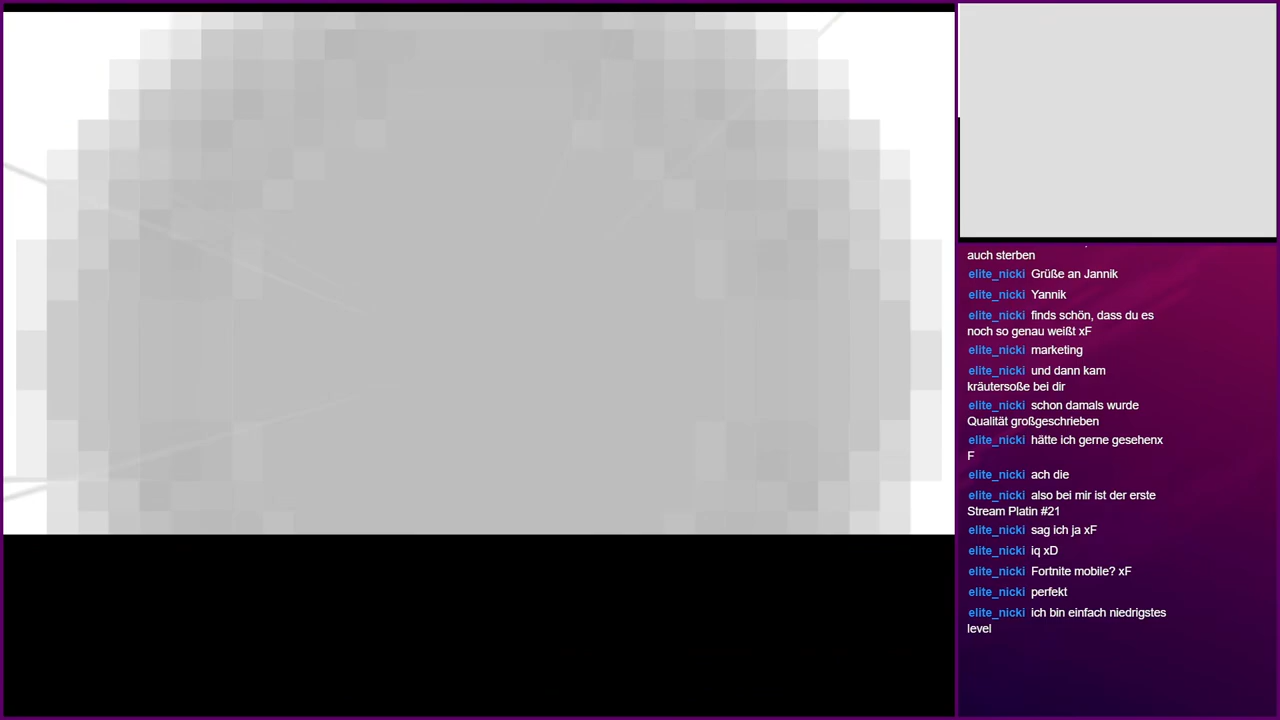 auch sterben
elite_nicki Grüße an Jannik
elite_nicki Yannik
elite_nicki finds schön, dass du es
noch so genau weißt xF
elite_nicki marketing
elite_nicki und dann kam
kräutersoße bei dir
elite_nicki schon damals wurde
Qualität großgeschrieben
elite_nicki hätte ich gerne gesehenx
F
elite_nicki ach die
elite_nicki also bei mir ist der erste
Stream Platin #21
elite_nicki sag ich ja xF
elite_nicki iq xD
elite_nicki Fortnite mobile? xF
elite_nicki perfekt
elite_nicki ich bin einfach niedrigstes
level